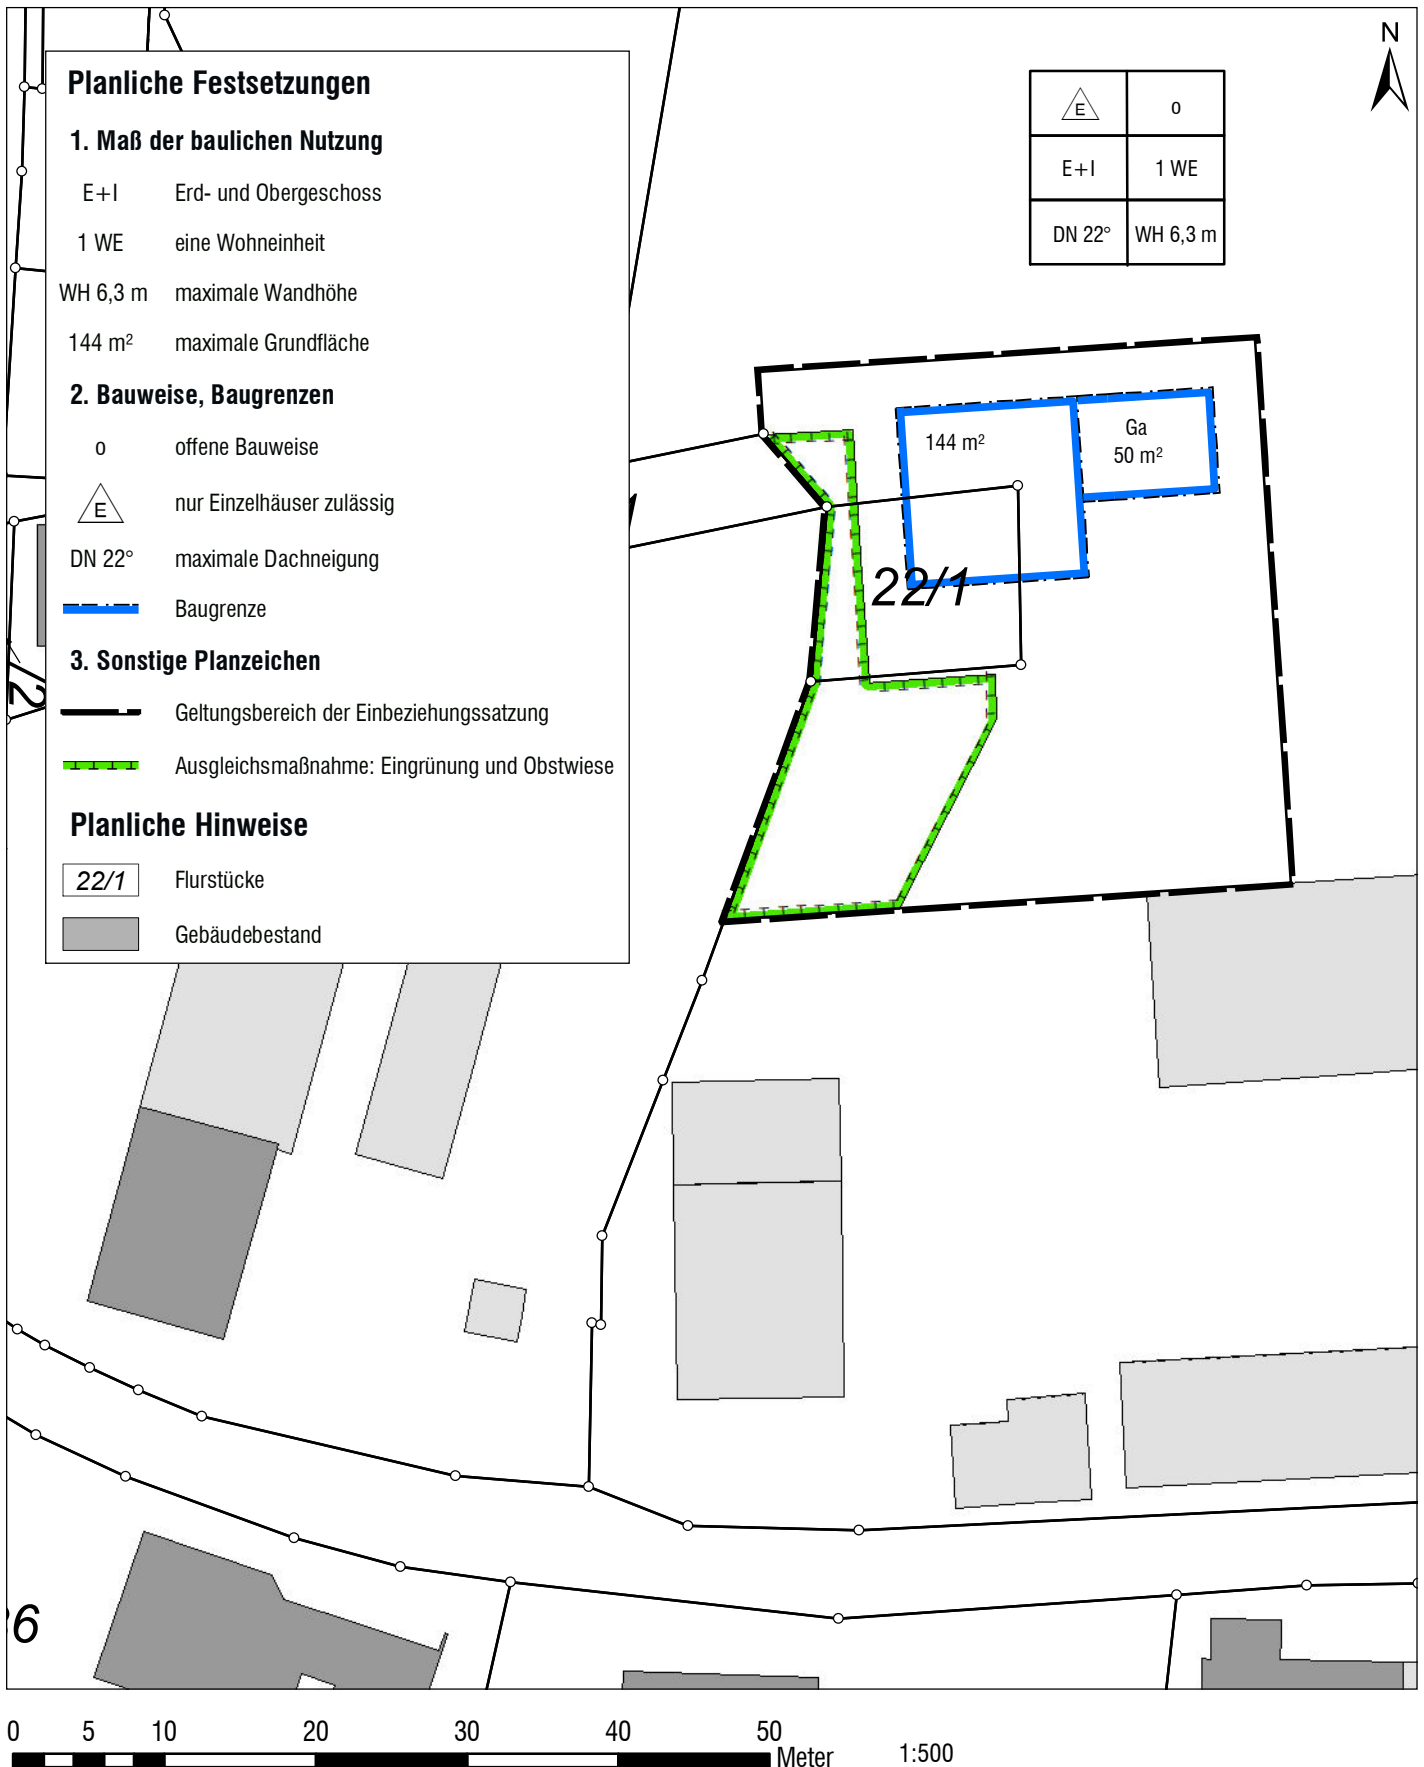 Planliche Festsetzungen
1. Maß der baulichen Nutzung
E+I Erd- und Obergeschoss
1 WE eine Wohneinheit
WH 6,3 m maximale Wandhöhe
144 m² maximale Grundfläche
2. Bauweise, Baugrenzen
o offene Bauweise
E nur Einzelhäuser zulässig
DN 22° maximale Dachneigung
Baugrenze
3. Sonstige Planzeichen
Geltungsbereich der Einbeziehungssatzung
Ausgleichsmaßnahme: Eingrünung und Obstwiese
Planliche Hinweise
22/1 Flurstücke
Gebäudebestand
N
E o
E+I 1 WE
DN 22° WH 6,3 m
144 m²
Ga
50 m²
22/1
2
6
0 5 10 20 30 40 50
Meter
1:500